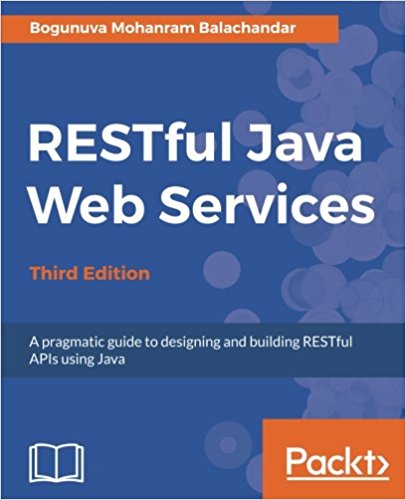 Bogunuva Mohanram Balachandar
RESTful Java
Web Services
Third Edition
A pragmatic guide to designing and building RESTful
APIs using Java
Packt>